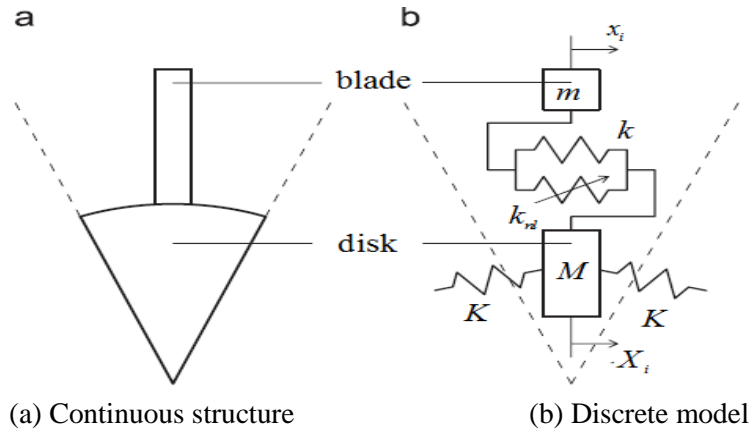 a
b
x_i
blade
m
k
k_nl
disk
M
K
K
X_i
(a) Continuous structure
(b) Discrete model